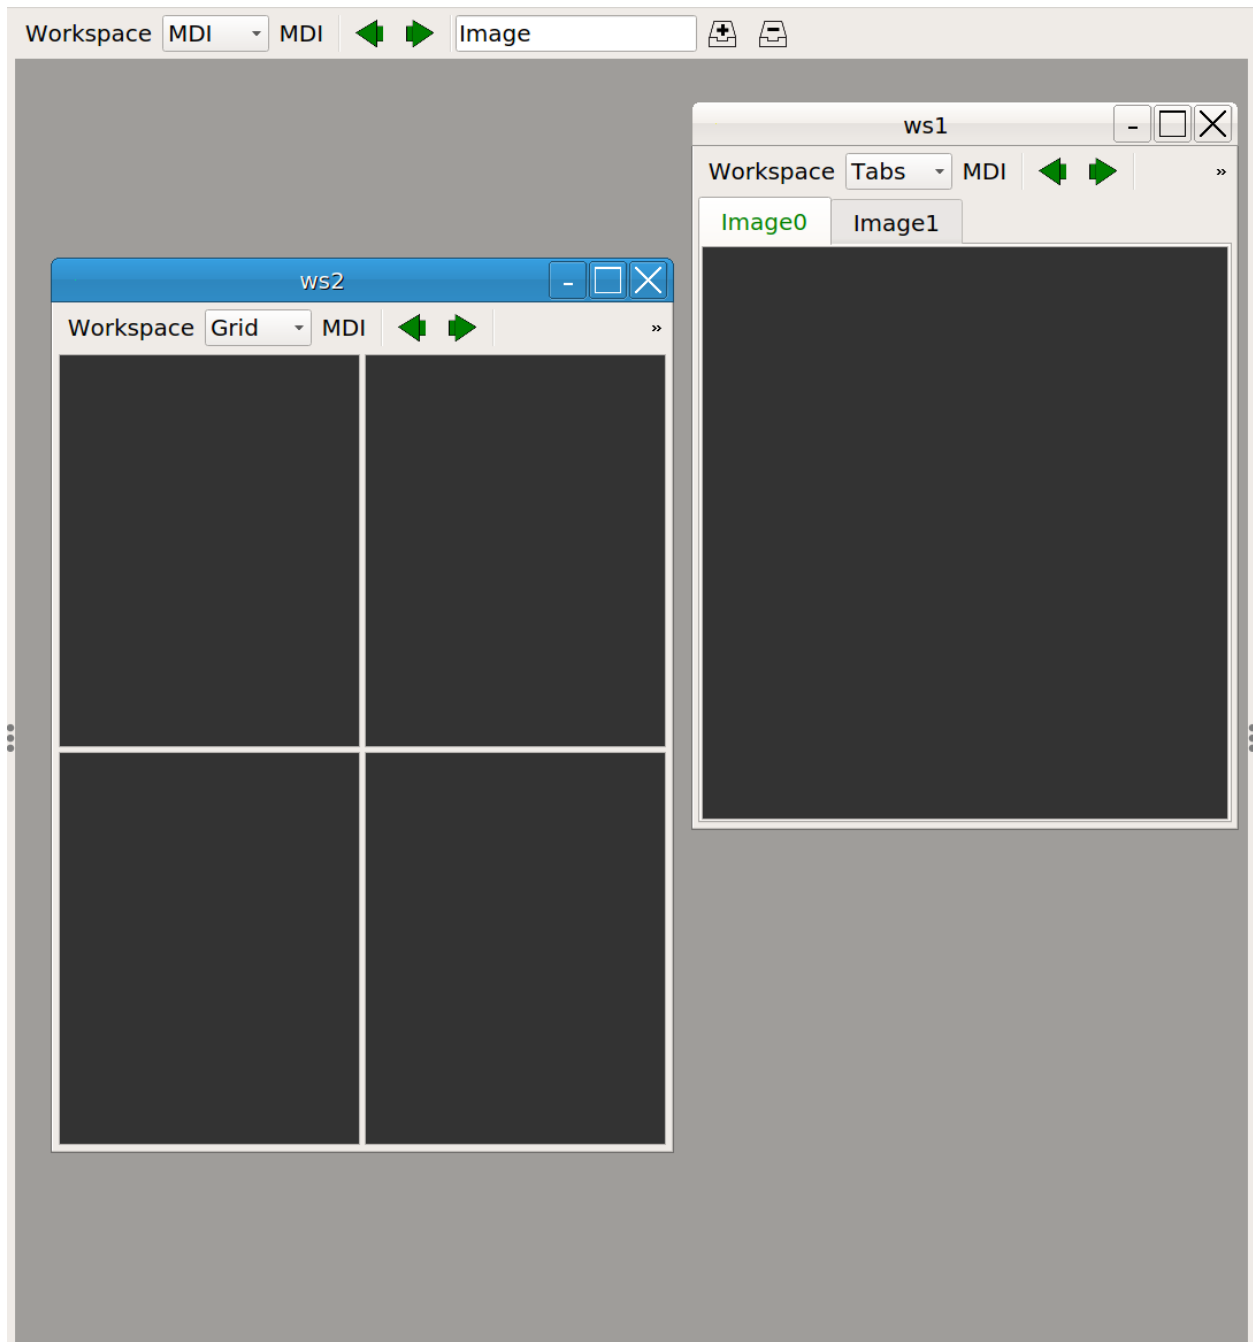 Workspace MDI MDI Image
ws1
Workspace Tabs MDI »
Image0 Image1
ws2
Workspace Grid MDI »